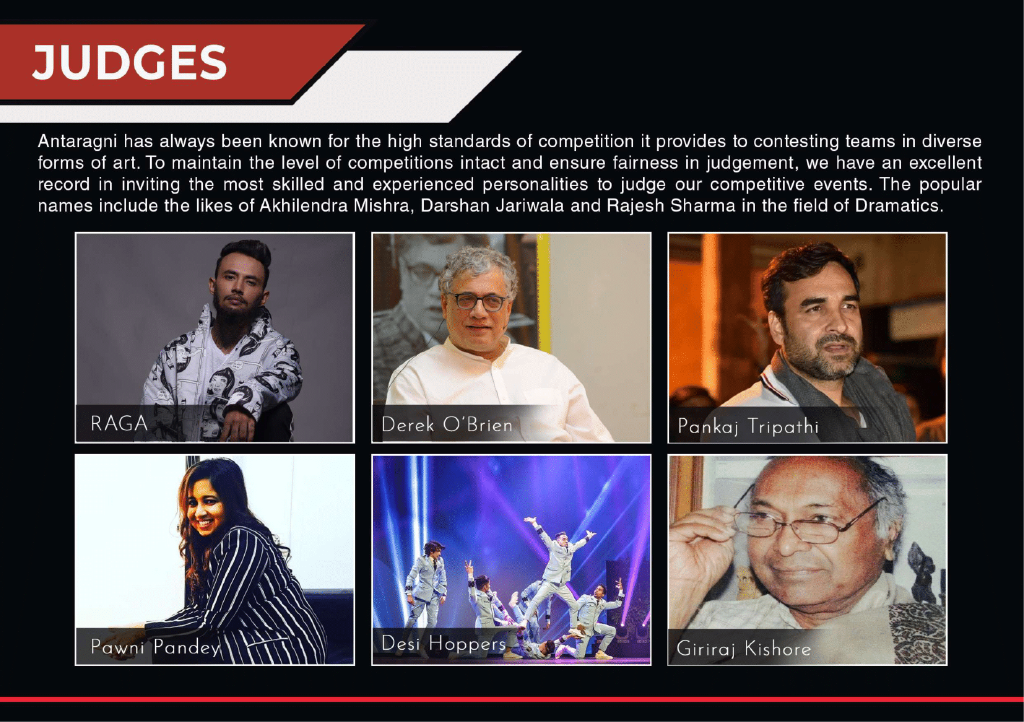 JUDGES
Antaragni has always been known for the high standards of competition it provides to contesting teams in diverse
forms of art. To maintain the level of competitions intact and ensure fairness in judgement, we have an excellent
record in inviting the most skilled and experienced personalities to judge our competitive events. The popular
names include the likes of Akhilendra Mishra, Darshan Jariwala and Rajesh Sharma in the field of Dramatics.
RAGA
Derek O'Brien
Pankaj Tripathi
Pawni Pandey
Desi Hoppers
Giriraj Kishore